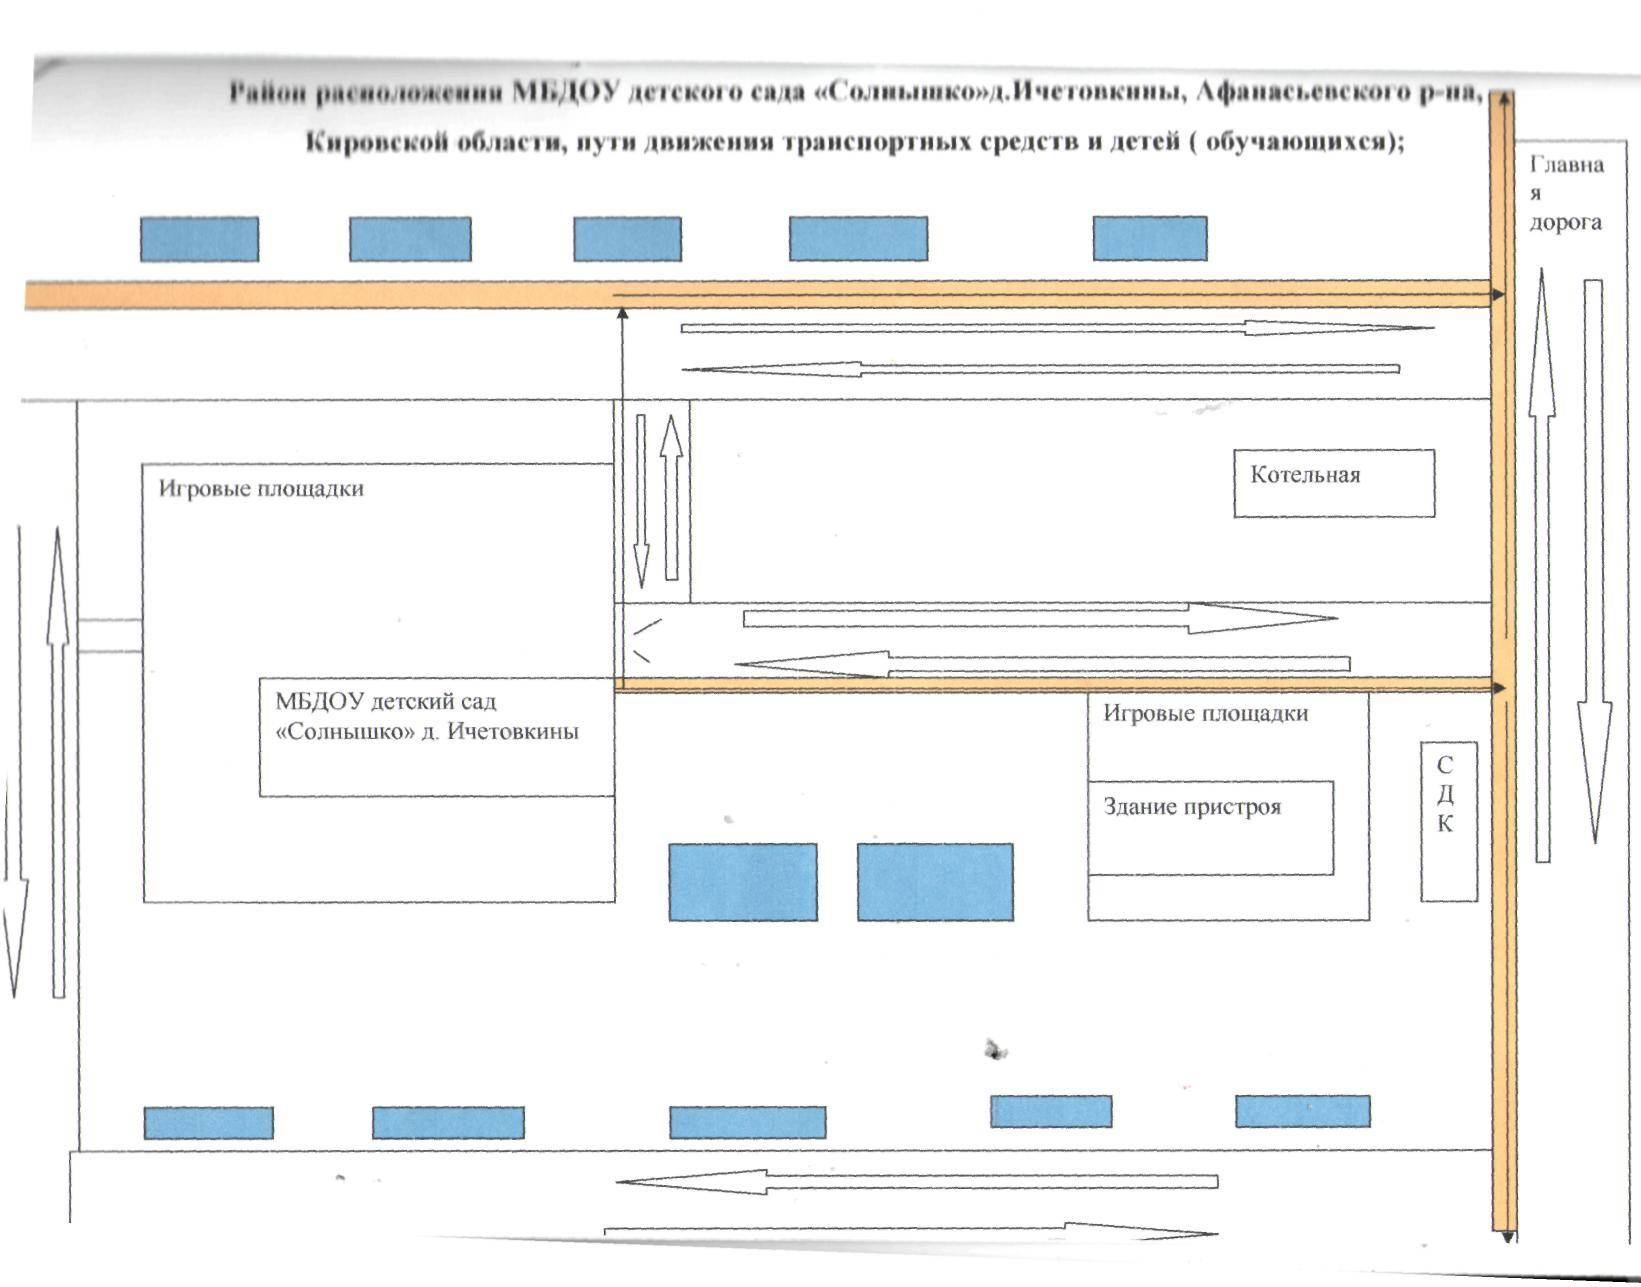 Район расположении МБДОУ детского сада «Солнышко»д.Ичетовкины, Афанасьевского р-на,
Кировской области, пути движения транспортных средств и детей ( обучающихся);
Главна
я
дорога
Котельная
Игровые площадки
МБДОУ детский сад
«Солнышко» д. Ичетовкины
Игровые площадки
Здание пристроя
С
Д
К